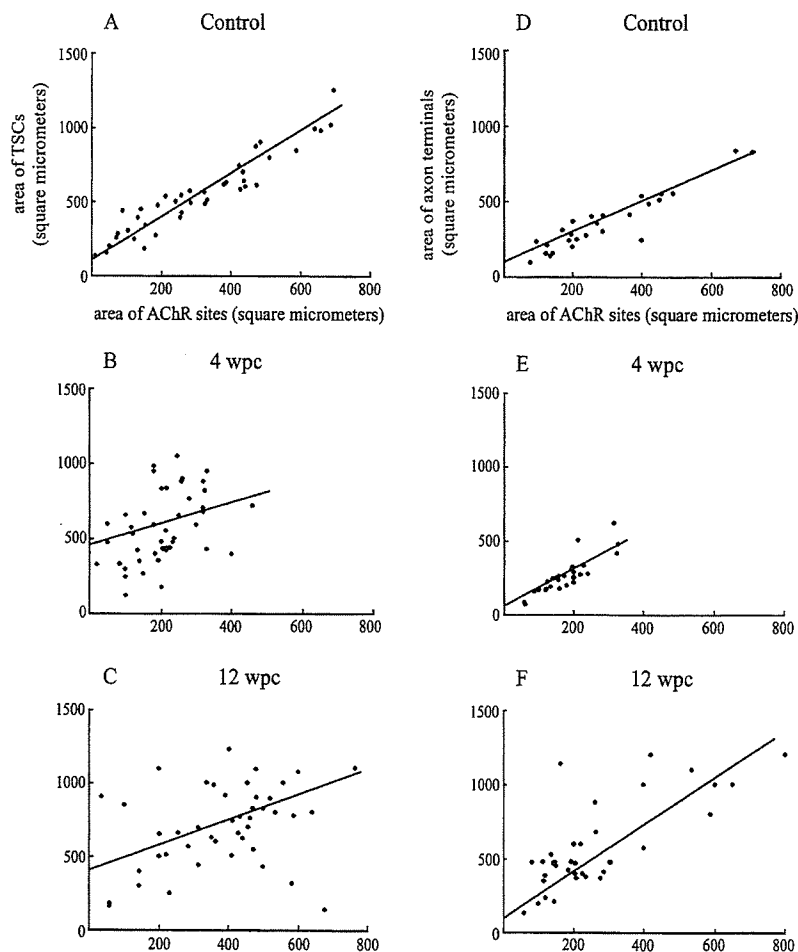 A Control
1500
1000
500
0
200 400 600 800
area of TSCs
(square micrometers)
area of AChR sites (square micrometers)
D Control
1500
1000
500
0
200 400 600 800
area of axon terminals
(square micrometers)
area of AChR sites (square micrometers)
B 4 wpc
1500
1000
500
0
200 400 600 800
E 4 wpc
1500
1000
500
0
200 400 600 800
C 12 wpc
1500
1000
500
0
200 400 600 800
F 12 wpc
1500
1000
500
0
200 400 600 800